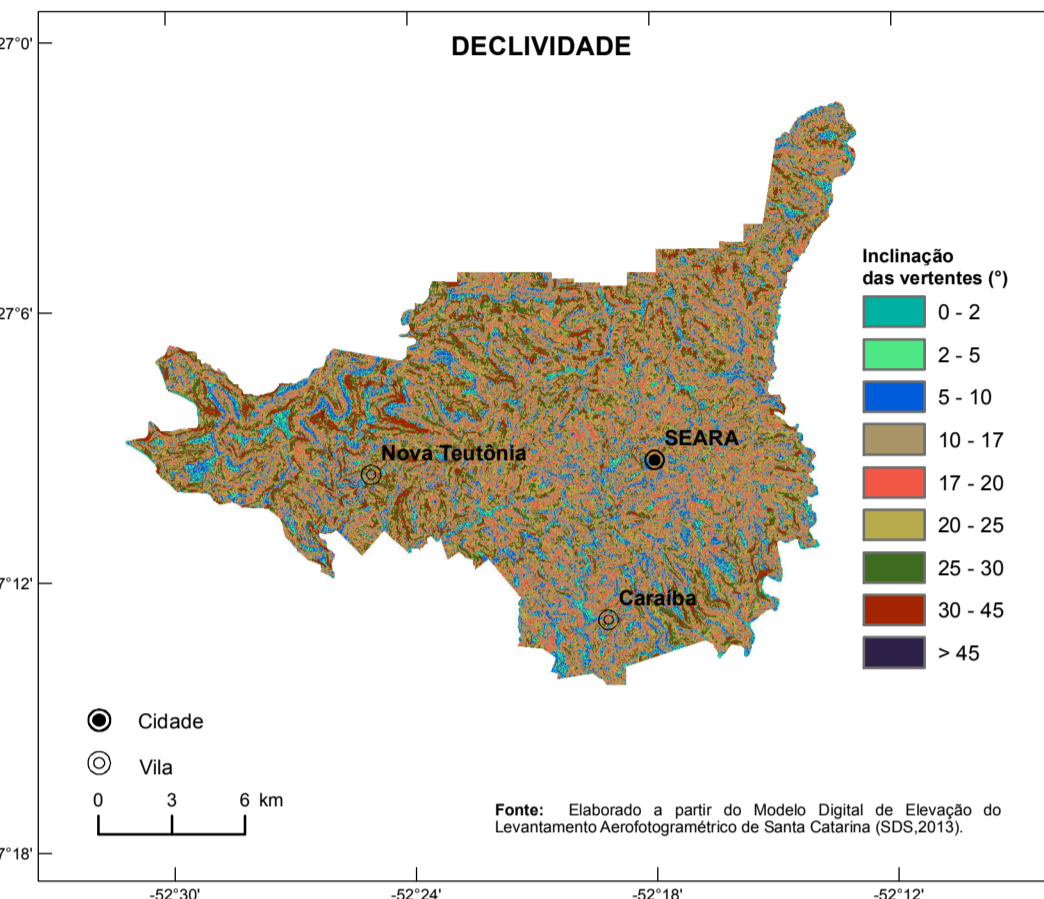 DECLIVIDADE
27°0'
27°6'
7°12'
7°18'
Inclinação
das vertentes (°)
0 - 2
2 - 5
5 - 10
10 - 17
17 - 20
20 - 25
25 - 30
30 - 45
> 45
SEARA
Nova Teutônia
Caraíba
Cidade
Vila
0 3 6 km
Fonte: Elaborado a partir do Modelo Digital de Elevação do
Levantamento Aerofotogramétrico de Santa Catarina (SDS,2013).
-52°30' -52°24' -52°18' -52°12'